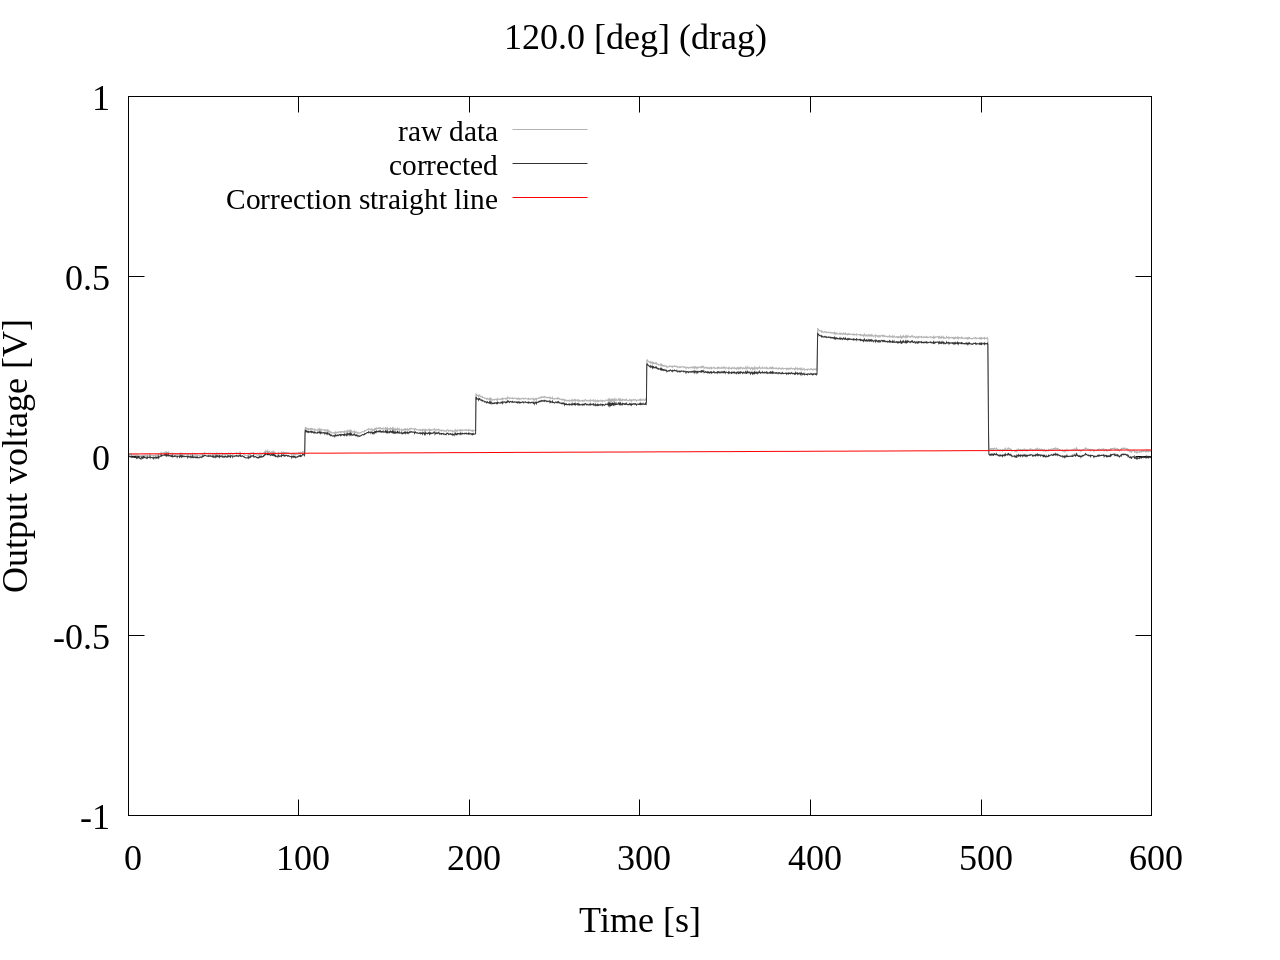 120.0 [deg] (drag)
1
raw data
corrected
Correction straight line
0.5
0
-0.5
-1
Output voltage [V]
0 100 200 300 400 500 600
Time [s]